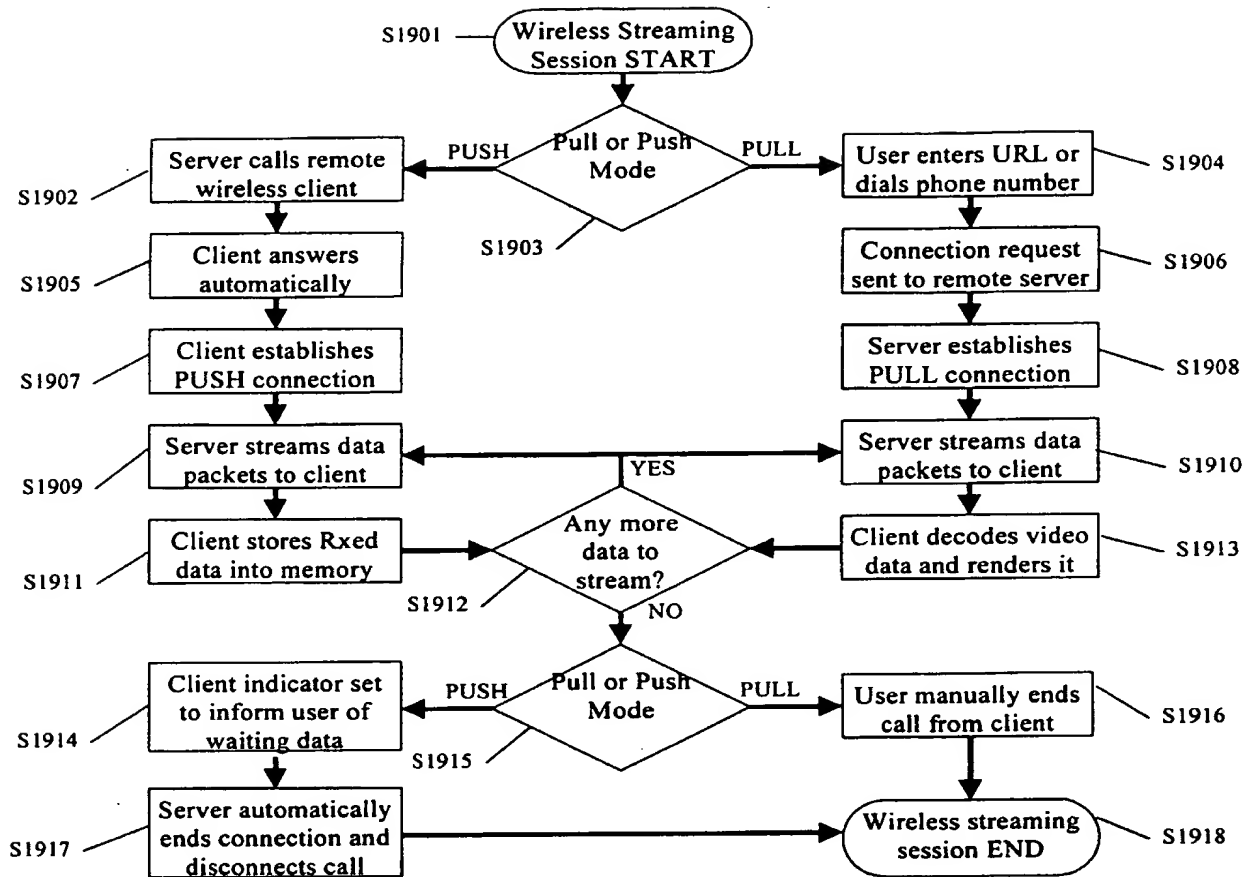 S1901
Wireless Streaming
Session START
Pull or Push
Mode
PUSH
PULL
S1903
Server calls remote
wireless client
S1902
User enters URL or
dials phone number
S1904
Client answers
automatically
S1905
Connection request
sent to remote server
S1906
Client establishes
PUSH connection
S1907
Server establishes
PULL connection
S1908
Server streams data
packets to client
S1909
YES
Server streams data
packets to client
S1910
Client stores Rxed
data into memory
S1911
Any more
data to
stream?
S1912
NO
Client decodes video
data and renders it
S1913
Client indicator set
to inform user of
waiting data
S1914
PUSH
Pull or Push
Mode
PULL
S1915
User manually ends
call from client
S1916
Server automatically
ends connection and
disconnects call
S1917
Wireless streaming
session END
S1918